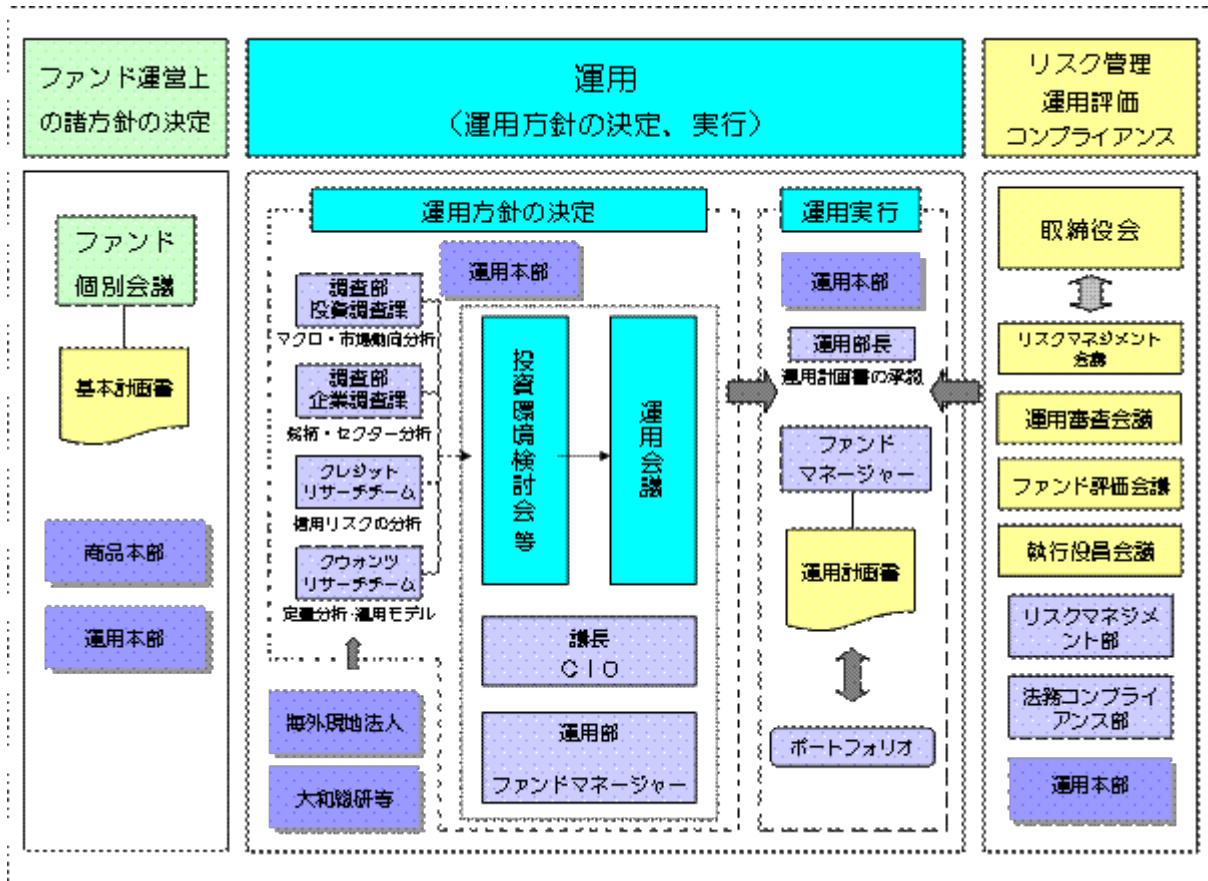 ファンド運営上
の諸方針の決定
運用
（運用方針の決定、実行）
リスク管理
運用評価
コンプライアンス
ファンド
個別会議
基本計画書
商品本部
運用本部
運用方針の決定
運用本部
調査部
投資調査課
マクロ・市場動向分析
調査部
企業調査課
銘柄・セクター分析
クレジット
リサーチチーム
信用リスクの分析
クウォンツ
リサーチチーム
定量分析・運用モデル
海外現地法人
大和総研等
投資環境検討会等
運用会議
議長
ＣＩＯ
運用部
ファンドマネージャー
運用実行
運用本部
運用部長
運用計画書の承認
ファンド
マネージャー
運用計画書
ポートフォリオ
取締役会
リスクマネジメント
会議
運用審査会議
ファンド評価会議
執行役員会議
リスクマネジメ
ント部
法務コンプライ
アンス部
運用本部